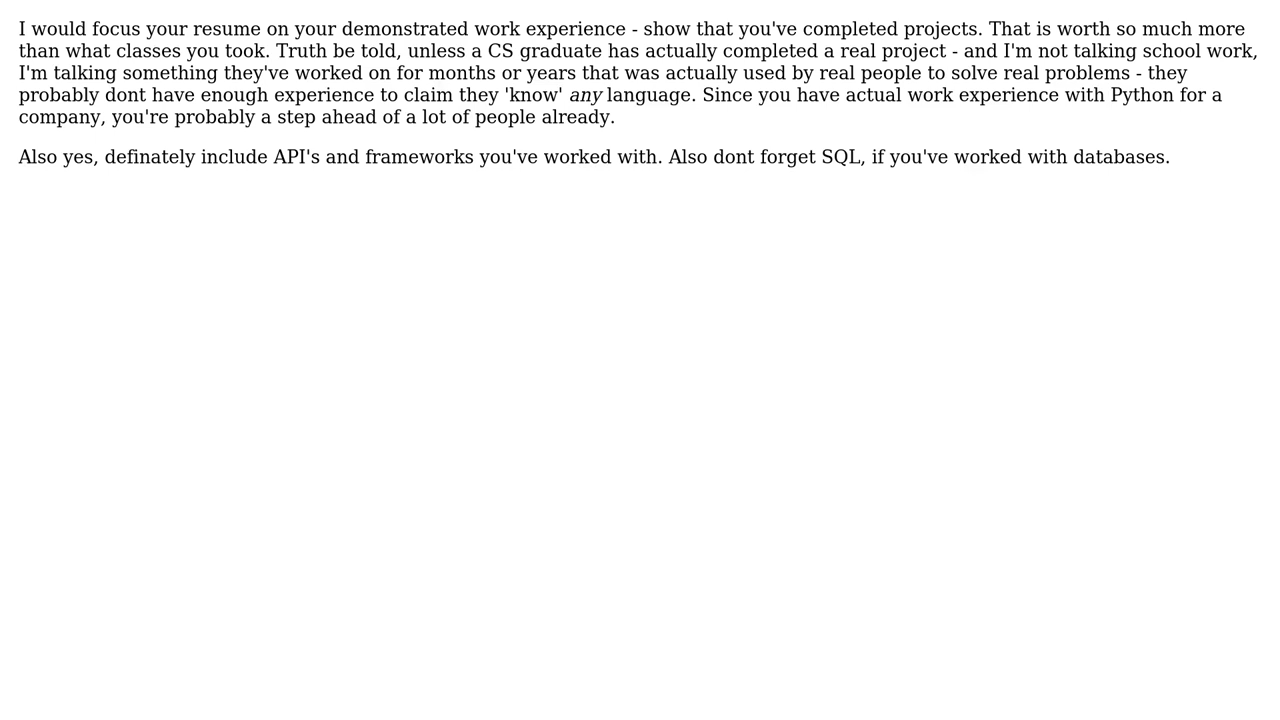 I would focus your resume on your demonstrated work experience - show that you've completed projects. That is worth so much more
than what classes you took. Truth be told, unless a CS graduate has actually completed a real project - and I'm not talking school work,
I'm talking something they've worked on for months or years that was actually used by real people to solve real problems - they
probably dont have enough experience to claim they 'know' any language. Since you have actual work experience with Python for a
company, you're probably a step ahead of a lot of people already.
Also yes, definately include API's and frameworks you've worked with. Also dont forget SQL, if you've worked with databases.